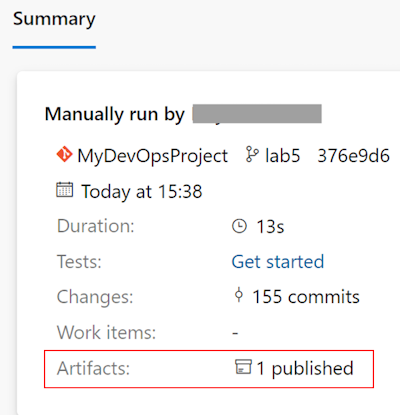 Summary
Manually run by
MyDevOpsProject lab5 376e9d6
Today at 15:38
Duration: 13s
Tests: Get started
Changes: 155 commits
Work items: -
Artifacts: 1 published